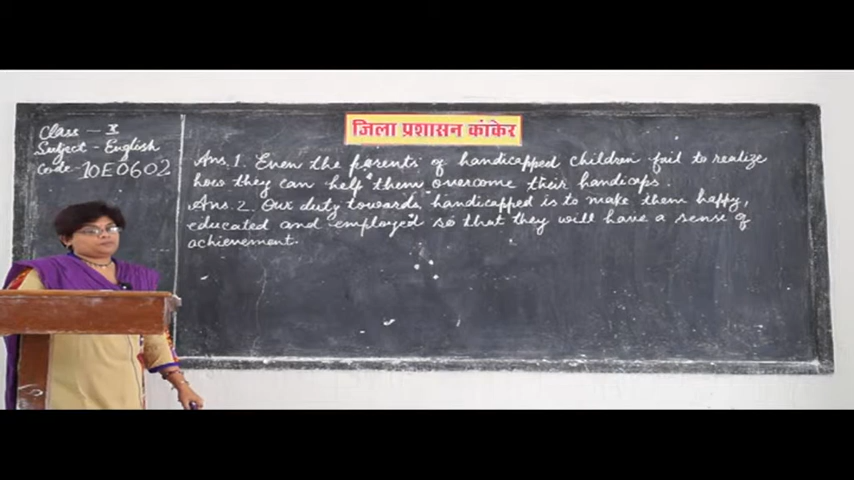 जिला प्रशासन कांकेर
Class - X
Subject - English
Code - 10E0602
Ans. 1. Even the parents of handicapped children fail to realize
how they can help them overcome their handicaps.
Ans. 2. Our duty towards handicapped is to make them happy,
educated and employed so that they will have a sense of
achievement.